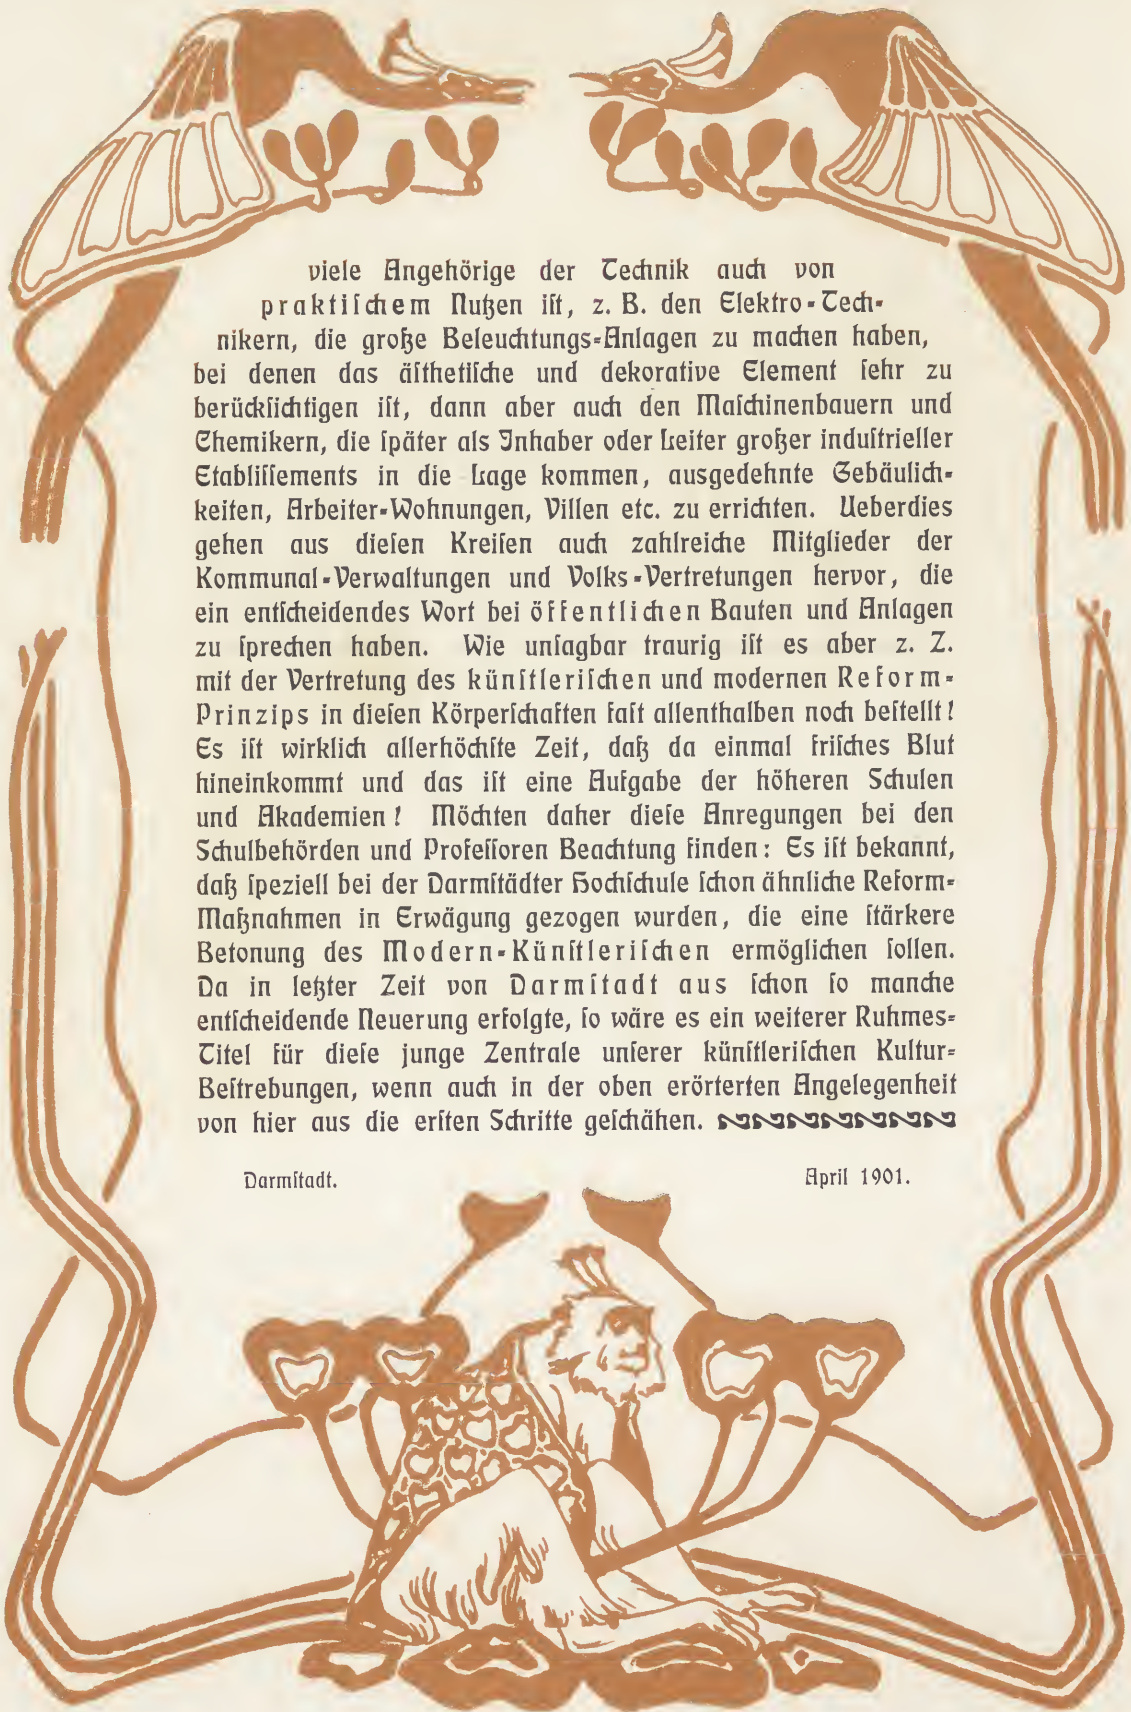 viele Angehörige der Technik auch von
praktiſchem Nutzen iſt, z. B. den Elektro-Tech-
nikern, die große Beleuchtungs-Anlagen zu machen haben,
bei denen das äſthetiſche und dekorative Element ſehr zu
berückſichtigen iſt, dann aber auch den Maſchinenbauern und
Chemikern, die ſpäter als Inhaber oder Leiter großer induſtrieller
Etabliſſements in die Lage kommen, ausgedehnte Gebäulich-
keiten, Arbeiter-Wohnungen, Villen etc. zu errichten. Ueberdies
gehen aus dieſen Kreiſen auch zahlreiche Mitglieder der
Kommunal-Verwaltungen und Volks-Vertretungen hervor, die
ein entſcheidendes Wort bei öffentlichen Bauten und Anlagen
zu ſprechen haben. Wie unſagbar traurig iſt es aber z. Z.
mit der Vertretung des künſtleriſchen und modernen Reform-
Prinzips in dieſen Körperſchaften faſt allenthalben noch beſtellt!
Es iſt wirklich allerhöchſte Zeit, daß da einmal friſches Blut
hineinkommt und das iſt eine Aufgabe der höheren Schulen
und Akademien! Möchten daher dieſe Anregungen bei den
Schulbehörden und Profeſſoren Beachtung finden: Es iſt bekannt,
daß ſpeziell bei der Darmſtädter Hochſchule ſchon ähnliche Reform-
Maßnahmen in Erwägung gezogen wurden, die eine ſtärkere
Betonung des Modern-Künſtleriſchen ermöglichen ſollen.
Da in letzter Zeit von Darmſtadt aus ſchon ſo manche
entſcheidende Neuerung erfolgte, ſo wäre es ein weiterer Ruhmes-
Titel für dieſe junge Zentrale unſerer künſtleriſchen Kultur-
Beſtrebungen, wenn auch in der oben erörterten Angelegenheit
von hier aus die erſten Schritte geſchähen.
Darmſtadt. April 1901.